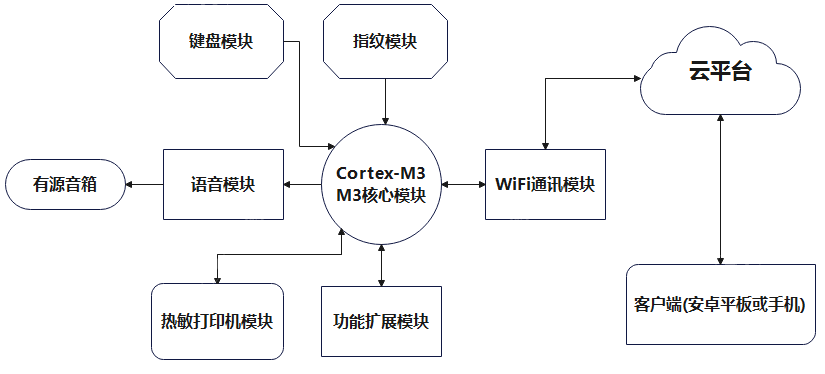 键盘模块
指纹模块
云平台
有源音箱
语音模块
Cortex-M3
M3核心模块
WiFi通讯模块
热敏打印机模块
功能扩展模块
客户端(安卓平板或手机)